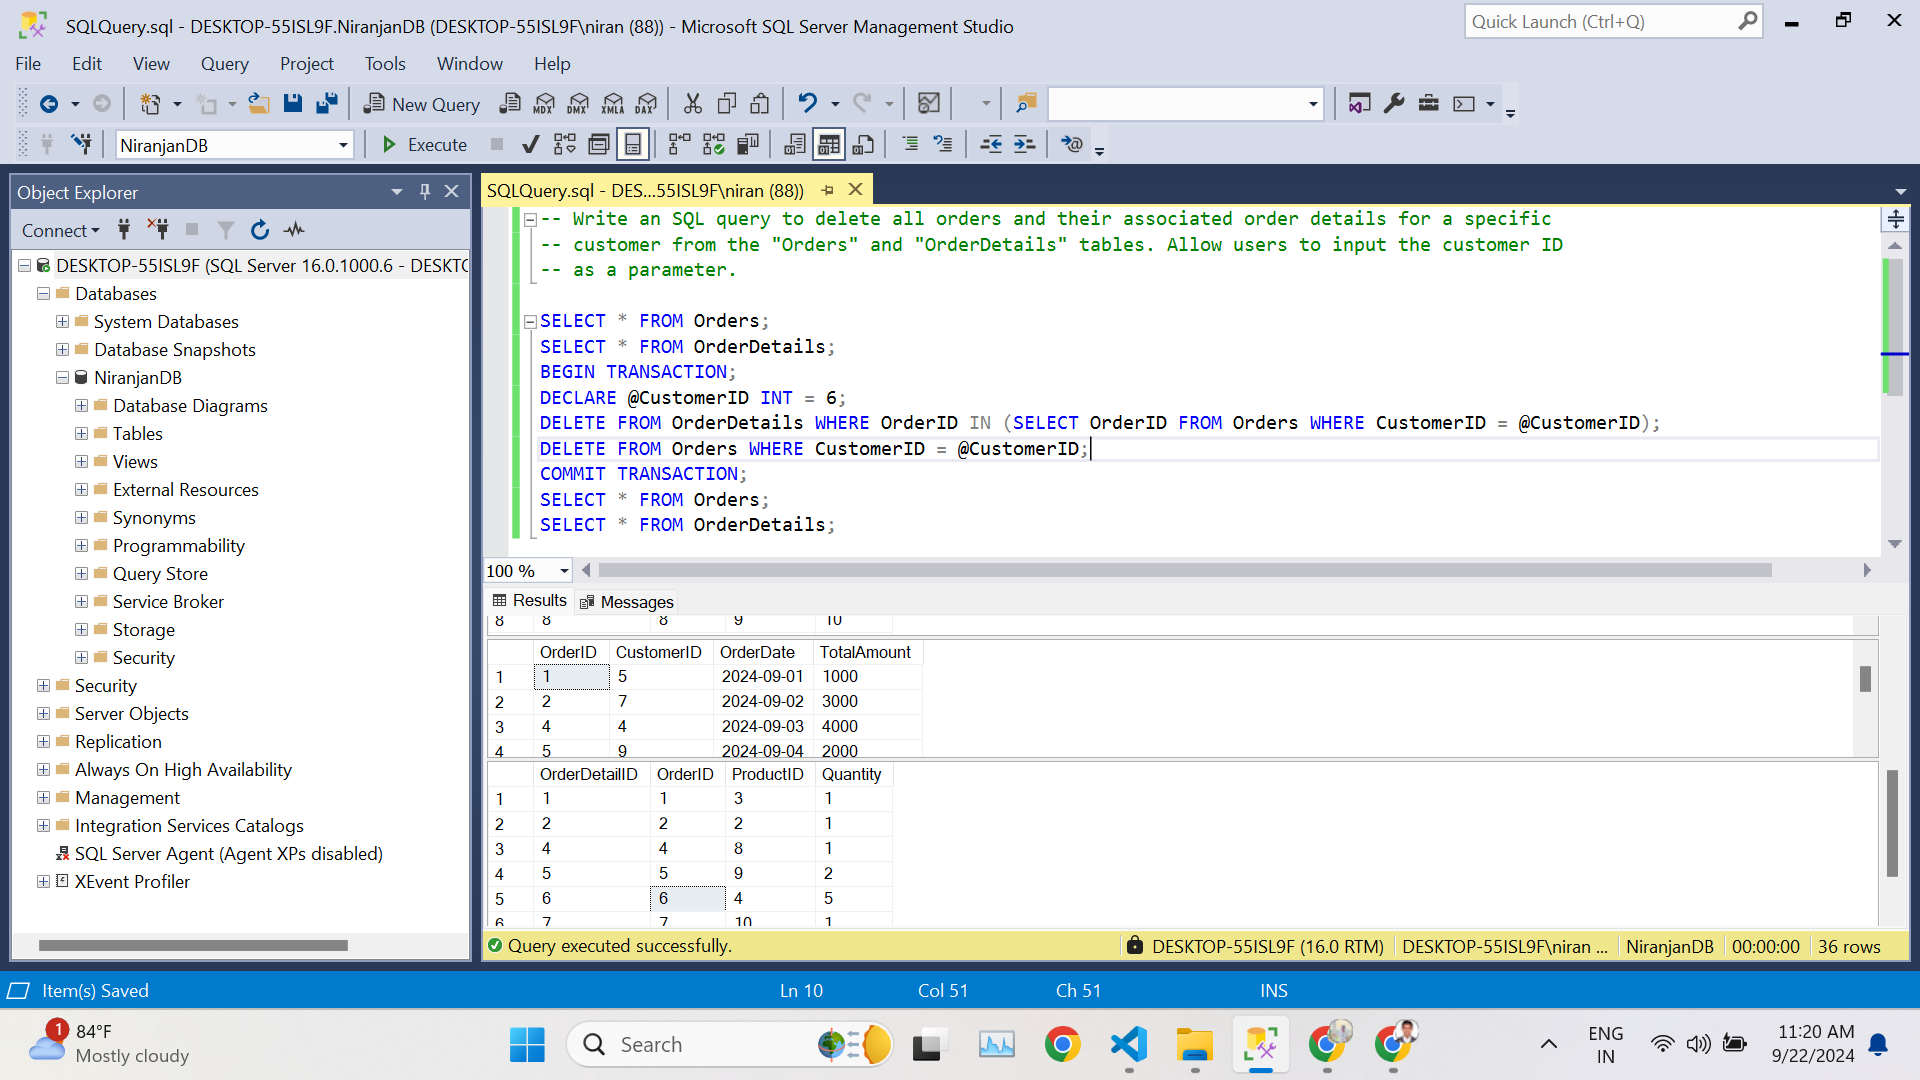 SQLQuery.sql - DESKTOP-55ISL9F.NiranjanDB (DESKTOP-55ISL9F\niran (88)) - Microsoft SQL Server Management Studio
Quick Launch (Ctrl+Q)
File Edit View Query Project Tools Window Help
New Query MDX DMX XMLA DAX
NiranjanDB Execute
Object Explorer
Connect
DESKTOP-55ISL9F (SQL Server 16.0.1000.6 - DESKTO
Databases
System Databases
Database Snapshots
NiranjanDB
Database Diagrams
Tables
Views
External Resources
Synonyms
Programmability
Query Store
Service Broker
Storage
Security
Security
Server Objects
Replication
Always On High Availability
Management
Integration Services Catalogs
SQL Server Agent (Agent XPs disabled)
XEvent Profiler
SQLQuery.sql - DES...55ISL9F\niran (88))
-- Write an SQL query to delete all orders and their associated order details for a specific
-- customer from the "Orders" and "OrderDetails" tables. Allow users to input the customer ID
-- as a parameter.
SELECT * FROM Orders;
SELECT * FROM OrderDetails;
BEGIN TRANSACTION;
DECLARE @CustomerID INT = 6;
DELETE FROM OrderDetails WHERE OrderID IN (SELECT OrderID FROM Orders WHERE CustomerID = @CustomerID);
DELETE FROM Orders WHERE CustomerID = @CustomerID;
COMMIT TRANSACTION;
SELECT * FROM Orders;
SELECT * FROM OrderDetails;
100 %
Results Messages
8 8 8 9 10
OrderID CustomerID OrderDate TotalAmount
1 1 5 2024-09-01 1000
2 2 7 2024-09-02 3000
3 4 4 2024-09-03 4000
4 5 9 2024-09-04 2000
OrderDetailID OrderID ProductID Quantity
1 1 1 3 1
2 2 2 2 1
3 4 4 8 1
4 5 5 9 2
5 6 6 4 5
6 7 7 10 1
Query executed successfully. DESKTOP-55ISL9F (16.0 RTM) DESKTOP-55ISL9F\niran ... NiranjanDB 00:00:00 36 rows
Item(s) Saved Ln 10 Col 51 Ch 51 INS
1 84°F
Mostly cloudy
Search
ENG
IN
11:20 AM
9/22/2024